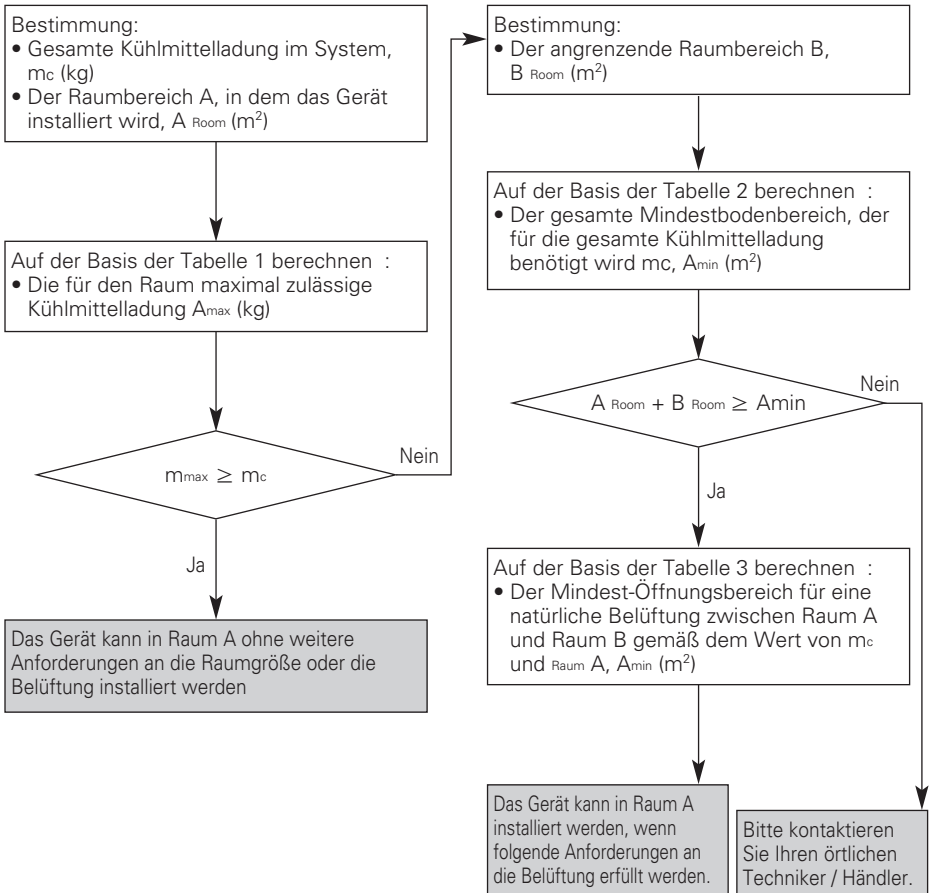 Bestimmung:
• Gesamte Kühlmittelladung im System,
mc (kg)
• Der Raumbereich A, in dem das Gerät
installiert wird, A Room (m²)
Auf der Basis der Tabelle 1 berechnen :
• Die für den Raum maximal zulässige
Kühlmittelladung Amax (kg)
mmax ≥ mc
Nein
Ja
Das Gerät kann in Raum A ohne weitere
Anforderungen an die Raumgröße oder die
Belüftung installiert werden
Bestimmung:
• Der angrenzende Raumbereich B,
B Room (m²)
Auf der Basis der Tabelle 2 berechnen :
• Der gesamte Mindestbodenbereich, der
für die gesamte Kühlmittelladung
benötigt wird mc, Amin (m²)
A Room + B Room ≥ Amin
Nein
Ja
Auf der Basis der Tabelle 3 berechnen :
• Der Mindest-Öffnungsbereich für eine
natürliche Belüftung zwischen Raum A
und Raum B gemäß dem Wert von mc
und Raum A, Amin (m²)
Das Gerät kann in Raum A
installiert werden, wenn
folgende Anforderungen an
die Belüftung erfüllt werden.
Bitte kontaktieren
Sie Ihren örtlichen
Techniker / Händler.